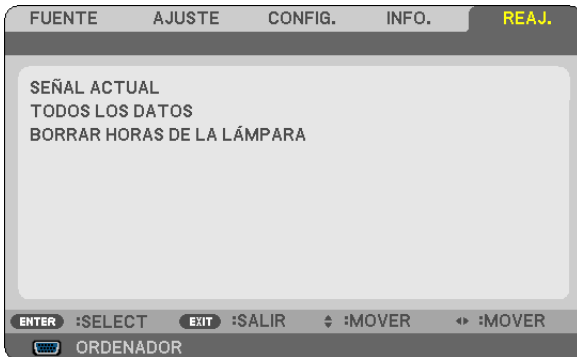 FUENTE AJUSTE CONFIG. INFO. REAJ.
SEÑAL ACTUAL
TODOS LOS DATOS
BORRAR HORAS DE LA LÁMPARA
ENTER :SELECT EXIT :SALIR :MOVER :MOVER
ORDENADOR